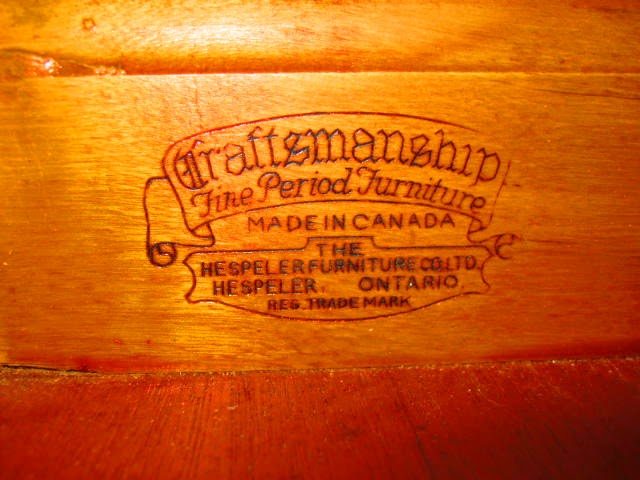 Craftsmanship
Fine Period Furniture
MADE IN CANADA
THE
HESPELER FURNITURE CO. LTD.
HESPELER, ONTARIO.
REG. TRADE MARK